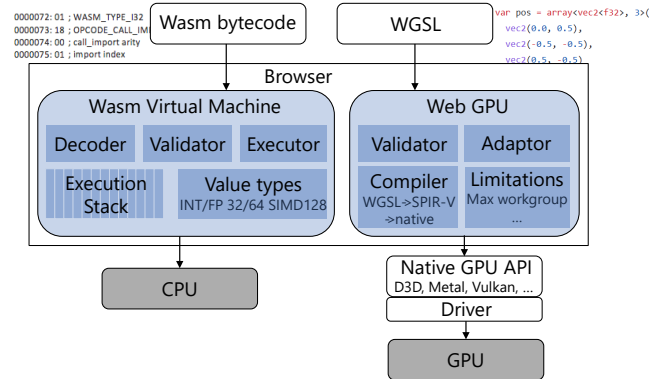 0000072: 01 ; WASM_TYPE_I32
0000073: 18 ; OPCODE_CALL_IM
0000074: 00 ; call_import arity
0000075: 01 ; import index
Wasm bytecode
WGSL
var pos = array<vec2<f32>, 3>(
vec2(0.0, 0.5),
vec2(-0.5, -0.5),
vec2(0.5, -0.5)
Browser
Wasm Virtual Machine
Decoder
Validator
Executor
Execution
Stack
Value types
INT/FP 32/64 SIMD128
Web GPU
Validator
Adaptor
Compiler
WGSL->SPIR-V
->native
Limitations
Max workgroup
...
CPU
Native GPU API
D3D, Metal, Vulkan, ...
Driver
GPU